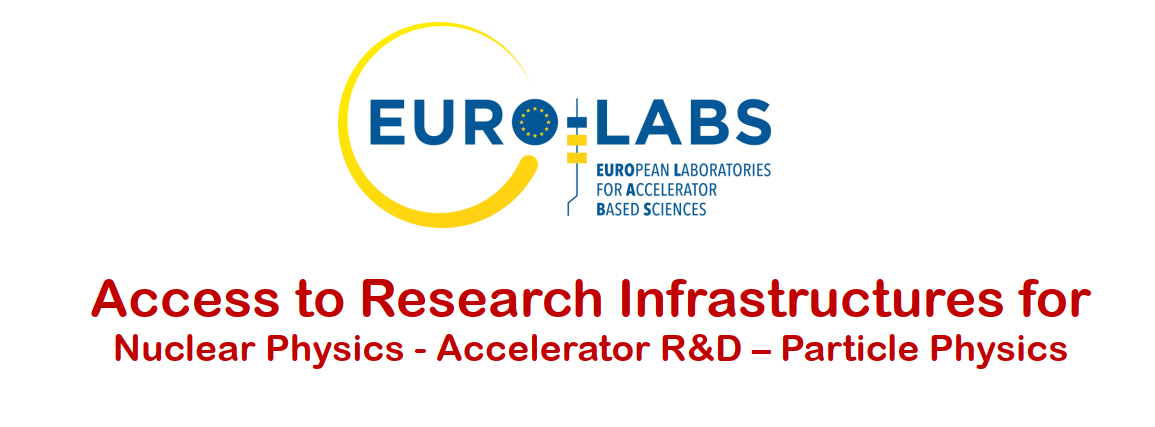 EURO-LABS
EUROPEAN LABORATORIES
FOR ACCELERATOR
BASED SCIENCES
Access to Research Infrastructures for
Nuclear Physics - Accelerator R&D – Particle Physics